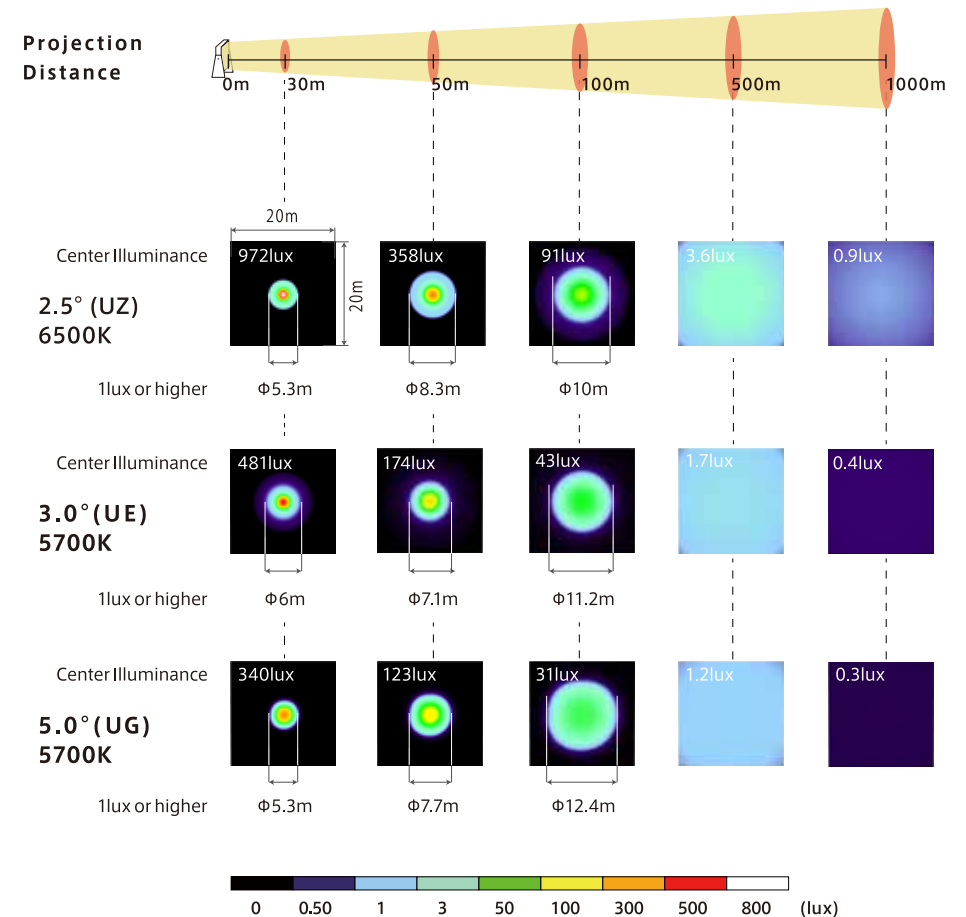 Projection
Distance
0m 30m 50m 100m 500m 1000m
20m
20m
Center Illuminance 972lux 358lux 91lux 3.6lux 0.9lux
2.5° (UZ)
6500K
1lux or higher Φ5.3m Φ8.3m Φ10m
Center Illuminance 481lux 174lux 43lux 1.7lux 0.4lux
3.0° (UE)
5700K
1lux or higher Φ6m Φ7.1m Φ11.2m
Center Illuminance 340lux 123lux 31lux 1.2lux 0.3lux
5.0° (UG)
5700K
1lux or higher Φ5.3m Φ7.7m Φ12.4m
0 0.50 1 3 50 100 300 500 800 (lux)